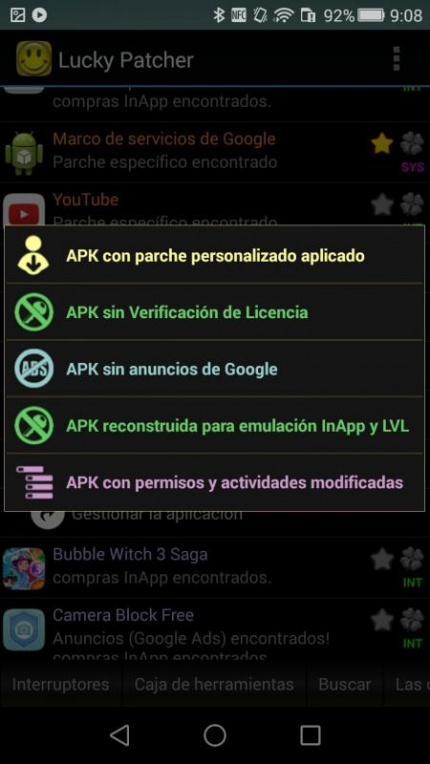 92% 9:08
Lucky Patcher
compras InApp encontrados.
INT
Marco de servicios de Google
Parche específico encontrado
SYS
YouTube
Parche específico encontrado
APK con parche personalizado aplicado
APK sin Verificación de Licencia
ADS APK sin anuncios de Google
APK reconstruida para emulación InApp y LVL
APK con permisos y actividades modificadas
Gestionar la aplicación
Bubble Witch 3 Saga
compras InApp encontrados.
INT
Camera Block Free
Anuncios (Google Ads) encontrados!
INT
compras InApp encontrados
Interruptores Caja de herramientas Buscar Las